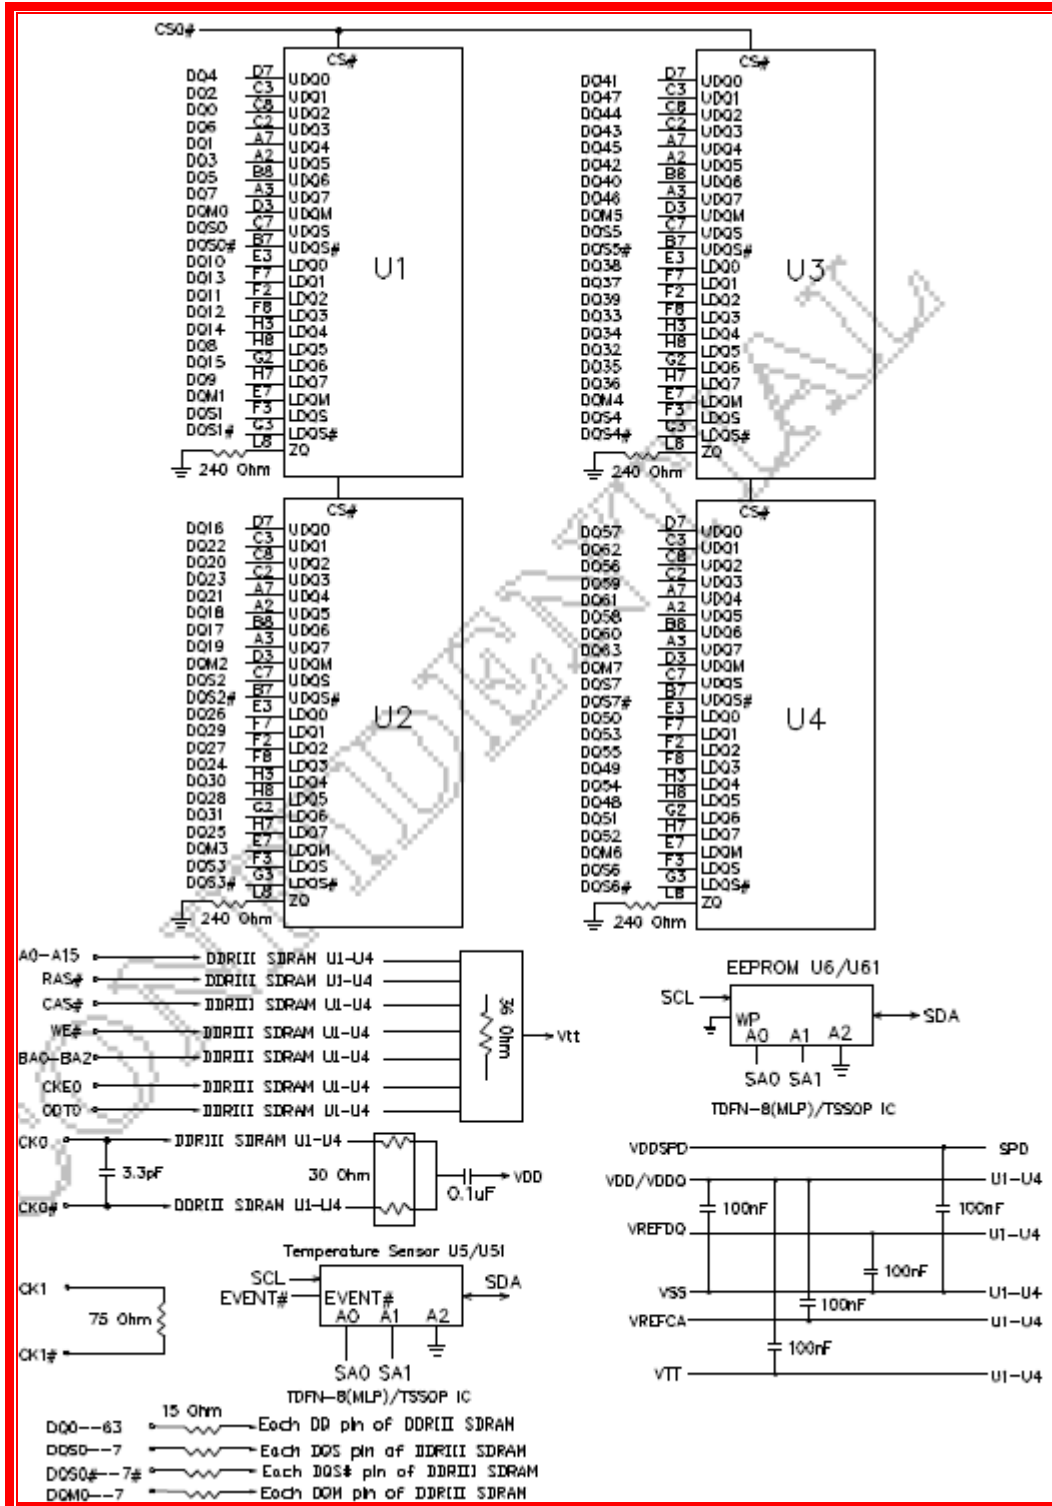 CS0#
CS#
DQ4 D7 UDQ0
DQ2 C3 UDQ1
DQ0 C8 UDQ2
DQ6 C2 UDQ3
DQ1 A7 UDQ4
DQ3 A2 UDQ5
DQ5 B8 UDQ6
DQ7 A3 UDQ7
DQM0 D3 UDQM
DQS0 C7 UDQS
DQS0# B7 UDQS#
DQ10 E3 LDQ0
DQ13 F7 LDQ1
DQ11 F2 LDQ2
DQ12 F8 LDQ3
DQ14 H3 LDQ4
DQ8 H8 LDQ5
DQ15 G2 LDQ6
DQ9 H7 LDQ7
DQM1 E7 LDQM
DQS1 F3 LDQS
DQS1# G3 LDQS#
L8 ZQ
240 Ohm
U1
CS#
DQ41 D7 UDQ0
DQ47 C3 UDQ1
DQ44 C8 UDQ2
DQ43 C2 UDQ3
DQ45 A7 UDQ4
DQ42 A2 UDQ5
DQ40 B8 UDQ6
DQ46 A3 UDQ7
DQM5 D3 UDQM
DQS5 C7 UDQS
DQS5# B7 UDQS#
DQ38 E3 LDQ0
DQ37 F7 LDQ1
DQ39 F2 LDQ2
DQ33 F8 LDQ3
DQ34 H3 LDQ4
DQ32 H8 LDQ5
DQ35 G2 LDQ6
DQ36 H7 LDQ7
DQM4 E7 LDQM
DQS4 F3 LDQS
DQS4# G3 LDQS#
L8 ZQ
240 Ohm
U3
CS#
DQ16 D7 UDQ0
DQ22 C3 UDQ1
DQ20 C8 UDQ2
DQ23 C2 UDQ3
DQ21 A7 UDQ4
DQ18 A2 UDQ5
DQ17 B8 UDQ6
DQ19 A3 UDQ7
DQM2 D3 UDQM
DQS2 C7 UDQS
DQS2# B7 UDQS#
DQ26 E3 LDQ0
DQ29 F7 LDQ1
DQ27 F2 LDQ2
DQ24 F8 LDQ3
DQ30 H3 LDQ4
DQ28 H8 LDQ5
DQ31 G2 LDQ6
DQ25 H7 LDQ7
DQM3 E7 LDQM
DQS3 F3 LDQS
DQS3# G3 LDQS#
L8 ZQ
240 Ohm
U2
CS#
DQ57 D7 UDQ0
DQ62 C3 UDQ1
DQ56 C8 UDQ2
DQ59 C2 UDQ3
DQ61 A7 UDQ4
DQ58 A2 UDQ5
DQ60 B8 UDQ6
DQ63 A3 UDQ7
DQM7 D3 UDQM
DQS7 C7 UDQS
DQS7# B7 UDQS#
DQ50 E3 LDQ0
DQ53 F7 LDQ1
DQ55 F2 LDQ2
DQ49 F8 LDQ3
DQ54 H3 LDQ4
DQ48 H8 LDQ5
DQ51 G2 LDQ6
DQ52 H7 LDQ7
DQM6 E7 LDQM
DQS6 F3 LDQS
DQS6# G3 LDQS#
L8 ZQ
240 Ohm
U4
A0-A15 DDRIII SDRAM U1-U4
RAS# DDRIII SDRAM U1-U4
CAS# DDRIII SDRAM U1-U4
WE# DDRIII SDRAM U1-U4
BA0-BA2 DDRIII SDRAM U1-U4
CKE0 DDRIII SDRAM U1-U4
ODT0 DDRIII SDRAM U1-U4
36 Ohm
Vtt
EEPROM U6/U61
SCL
WP
SDA
A0 A1 A2
SA0 SA1
TDFN-8(MLP)/TSSOP IC
CK0 DDRIII SDRAM U1-U4
3.3pF
30 Ohm
0.1uF
VDD
CK0# DDRIII SDRAM U1-U4
VDDSPD SPD
VDD/VDDQ U1-U4
100nF
100nF
VREFDQ U1-U4
100nF
VSS U1-U4
100nF
VREFCA U1-U4
100nF
VTT U1-U4
Temperature Sensor U5/U51
SCL
EVENT# EVENT#
SDA
A0 A1 A2
SA0 SA1
TDFN-8(MLP)/TSSOP IC
CK1
75 Ohm
CK1#
15 Ohm
DQ0--63 Each DQ pin of DDRIII SDRAM
DQS0--7 Each DQS pin of DDRIII SDRAM
DQS0#--7# Each DQS# pin of DDRIII SDRAM
DQM0--7 Each DQM pin of DDRIII SDRAM
CONFIDENTIAL